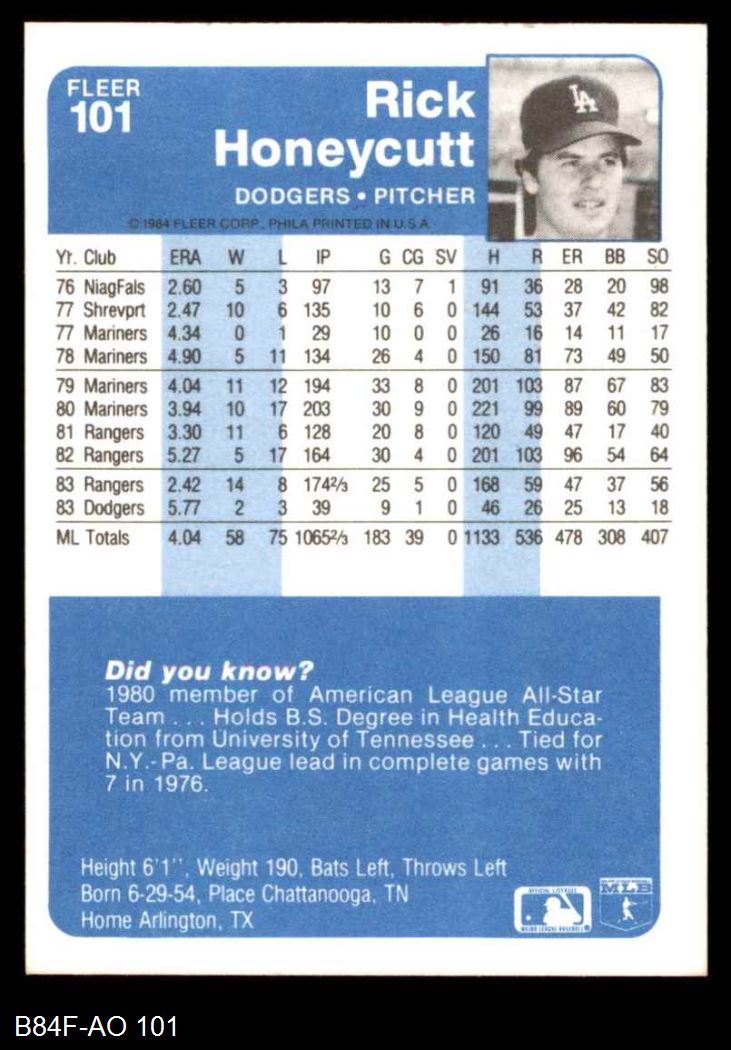 FLEER
101
Rick
Honeycutt
DODGERS • PITCHER
© 1984 FLEER CORP., PHILA PRINTED IN U.S.A.
LA
Yr. Club ERA W L IP G CG SV H R ER BB SO
76 NiagFals 2.60 5 3 97 13 7 1 91 36 28 20 98
77 Shrevprt 2.47 10 6 135 10 6 0 144 53 37 42 82
77 Mariners 4.34 0 1 29 10 0 0 26 16 14 11 17
78 Mariners 4.90 5 11 134 26 4 0 150 81 73 49 50
79 Mariners 4.04 11 12 194 33 8 0 201 103 87 67 83
80 Mariners 3.94 10 17 203 30 9 0 221 99 89 60 79
81 Rangers 3.30 11 6 128 20 8 0 120 49 47 17 40
82 Rangers 5.27 5 17 164 30 4 0 201 103 96 54 64
83 Rangers 2.42 14 8 1742/3 25 5 0 168 59 47 37 56
83 Dodgers 5.77 2 3 39 9 1 0 46 26 25 13 18
ML Totals 4.04 58 75 10652/3 183 39 0 1133 536 478 308 407
Did you know?
1980 member of American League All-Star
Team . . . Holds B.S. Degree in Health Educa-
tion from University of Tennessee . . . Tied for
N.Y.-Pa. League lead in complete games with
7 in 1976.
Height 6'1'', Weight 190, Bats Left, Throws Left
Born 6-29-54, Place Chattanooga, TN
Home Arlington, TX
OFFICIAL LICENSEE
MAJOR LEAGUE BASEBALL
MLB
B84F-AO 101